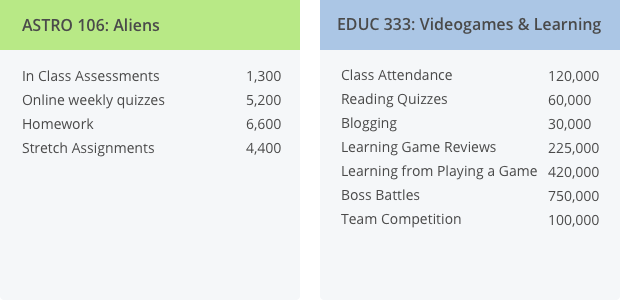 ASTRO 106: Aliens
In Class Assessments 1,300
Online weekly quizzes 5,200
Homework 6,600
Stretch Assignments 4,400
EDUC 333: Videogames & Learning
Class Attendance 120,000
Reading Quizzes 60,000
Blogging 30,000
Learning Game Reviews 225,000
Learning from Playing a Game 420,000
Boss Battles 750,000
Team Competition 100,000